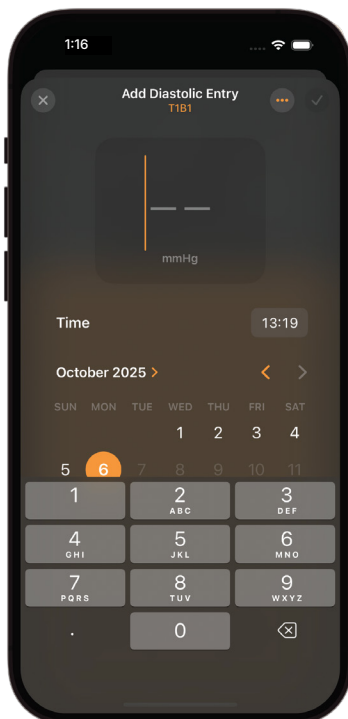 1:16
Add Diastolic Entry
T1B1
— —
mmHg
Time 13:19
October 2025 >
SUN MON TUE WED THU FRI SAT
1 2 3 4
5 6 7 8 9 10 11
1 2 3
ABC DEF
4 5 6
GHI JKL MNO
7 8 9
PQRS TUV WXYZ
. 0